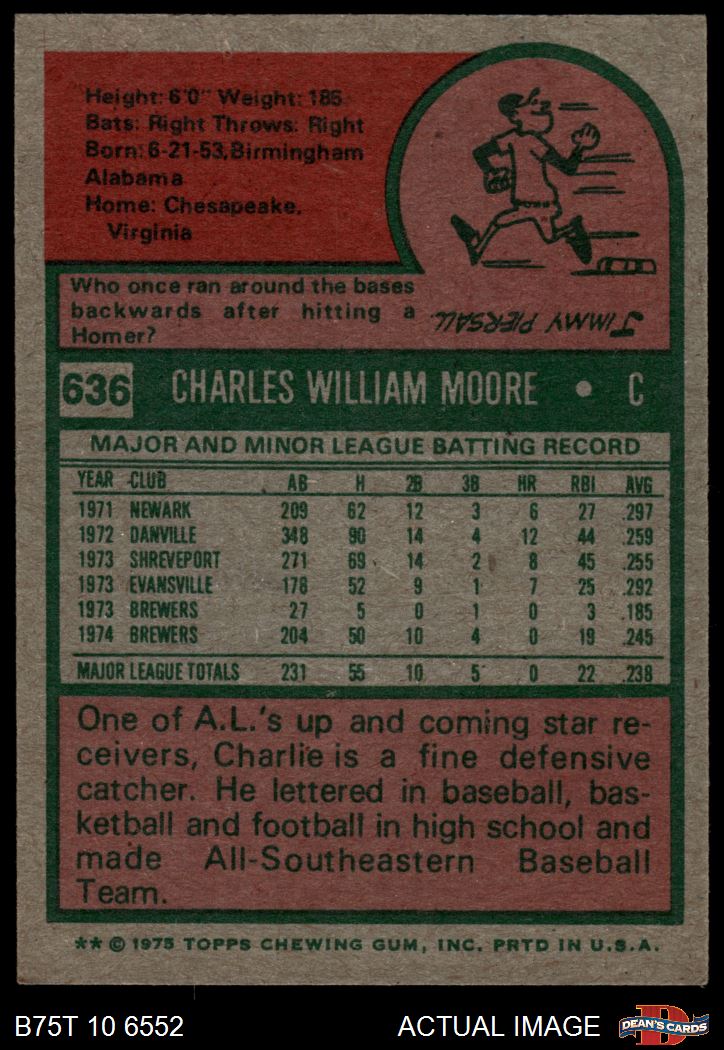 Height: 6'0" Weight: 185
Bats: Right Throws: Right
Born: 6-21-53, Birmingham
Alabama
Home: Chesapeake,
Virginia
Who once ran around the bases
backwards after hitting a
Homer?
JIMMY PIERSALL.
636 CHARLES WILLIAM MOORE • C
MAJOR AND MINOR LEAGUE BATTING RECORD
YEAR CLUB AB H 2B 3B HR RBI AVG
1971 NEWARK 209 62 12 3 6 27 .297
1972 DANVILLE 348 90 14 4 12 44 .259
1973 SHREVEPORT 271 69 14 2 8 45 .255
1973 EVANSVILLE 178 52 9 1 7 25 .292
1973 BREWERS 27 5 0 1 0 3 .185
1974 BREWERS 204 50 10 4 0 19 .245
MAJOR LEAGUE TOTALS 231 55 10 5 0 22 .238
One of A.L.'s up and coming star re-
ceivers, Charlie is a fine defensive
catcher. He lettered in baseball, bas-
ketball and football in high school and
made All-Southeastern Baseball
Team.
** © 1975 TOPPS CHEWING GUM, INC. PRTD IN U.S.A.
B75T 10 6552 ACTUAL IMAGE D DEAN'S CARDS